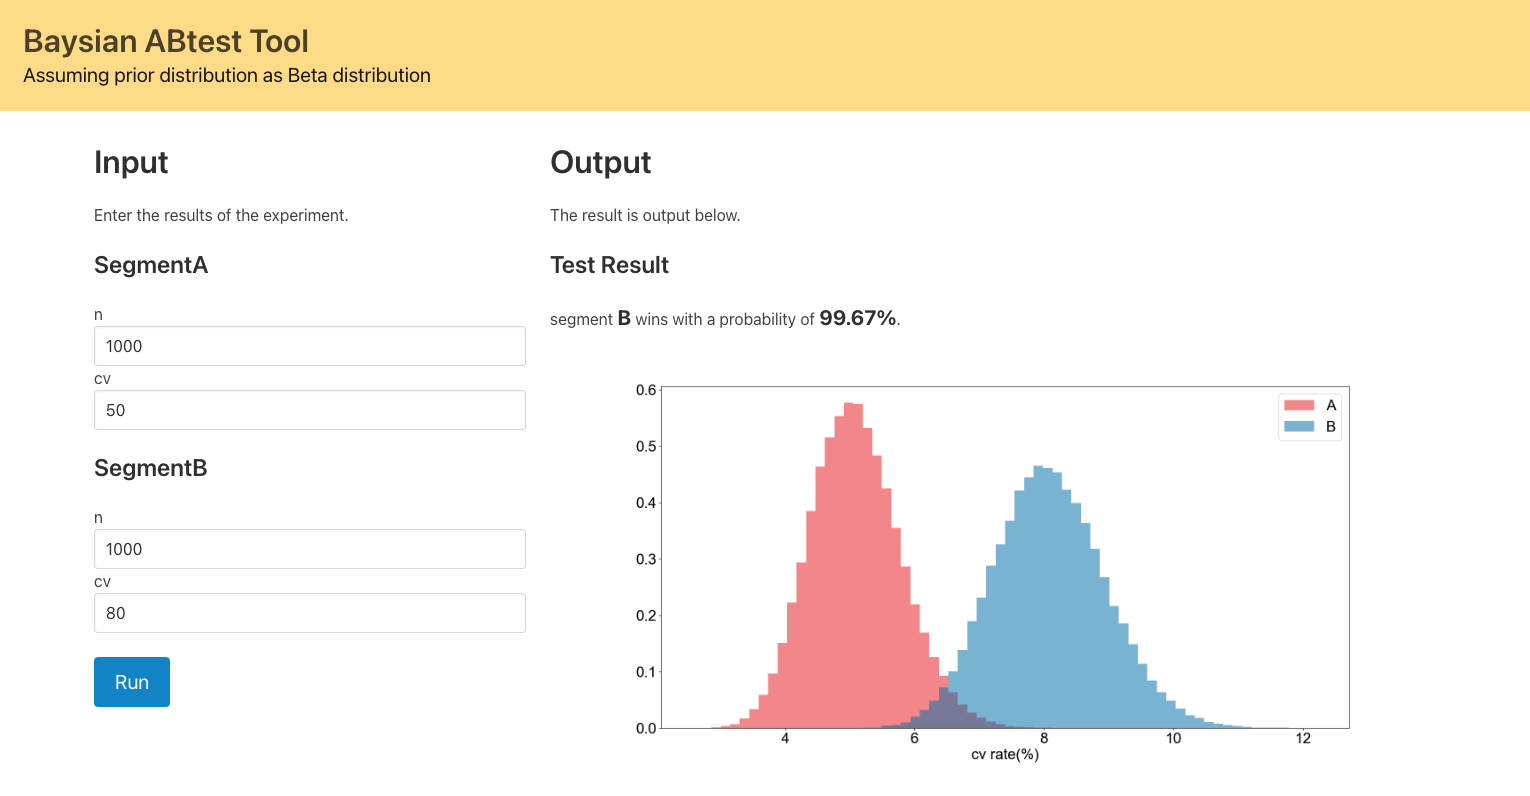 Baysian ABtest Tool
Assuming prior distribution as Beta distribution
Input
Enter the results of the experiment.
SegmentA
n
1000
cv
50
SegmentB
n
1000
cv
80
Run
Output
The result is output below.
Test Result
segment B wins with a probability of 99.67%.
0.6
0.5
0.4
0.3
0.2
0.1
0.0
A
B
4 6 8 10 12
cv rate(%)